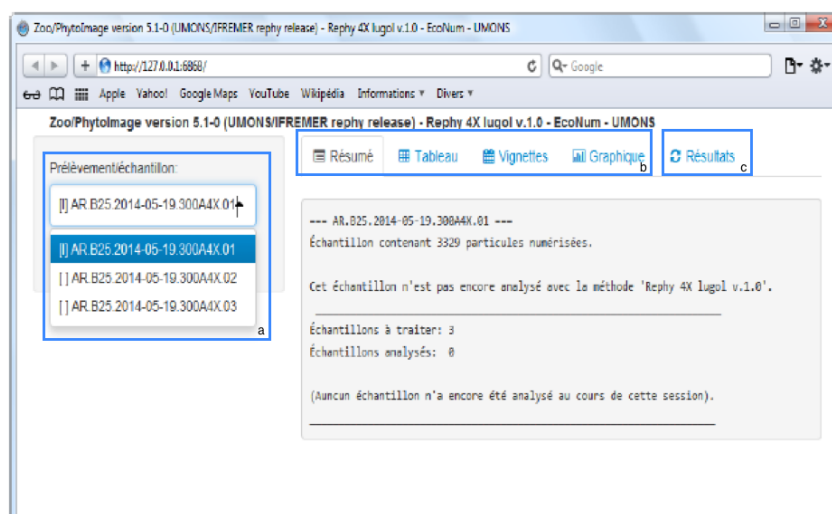 Zoo/PhytoImage version 5.1-0 (UMONS/IFREMER rephy release) - Rephy 4X lugol v.1.0 - EcoNum - UMONS
http://127.0.0.1:6868/
Google
Apple Yahoo! Google Maps YouTube Wikipédia Informations Divers
Zoo/PhytoImage version 5.1-0 (UMONS/IFREMER rephy release) - Rephy 4X lugol v.1.0 - EcoNum - UMONS
Prélèvement/échantillon:
[I] AR.B25.2014-05-19.300A4X.01
[I] AR.B25.2014-05-19.300A4X.01
[ ] AR.B25.2014-05-19.300A4X.02
[ ] AR.B25.2014-05-19.300A4X.03
a
Résumé Tableau Vignettes Graphique
b
Résultats
c
--- AR.B25.2014-05-19.300A4X.01 ---
Échantillon contenant 3329 particules numérisées.
Cet échantillon n'est pas encore analysé avec la méthode 'Rephy 4X lugol v.1.0'.
Échantillons à traiter: 3
Échantillons analysés: 0
(Auncun échantillon n'a encore été analysé au cours de cette session).